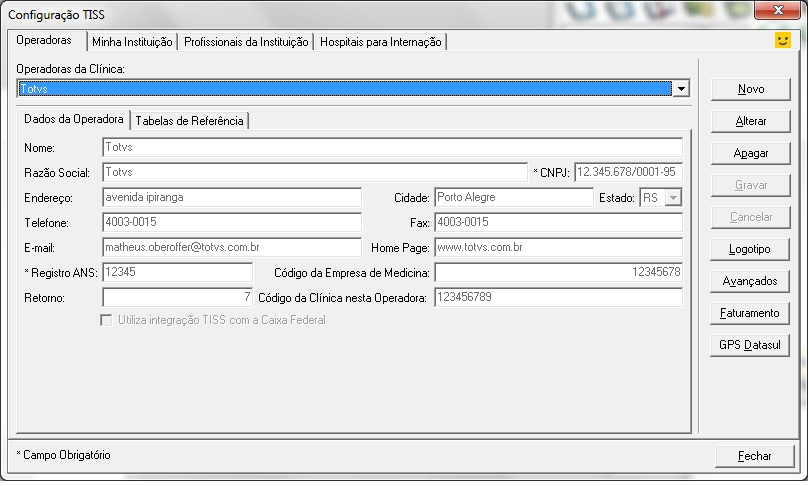 Configuração TISS
Operadoras Minha Instituição Profissionais da Instituição Hospitais para Internação
Operadoras da Clínica:
Totvs
Dados da Operadora Tabelas de Referência
Nome: Totvs
Razão Social: Totvs * CNPJ: 12.345.678/0001-95
Endereço: avenida ipiranga Cidade: Porto Alegre Estado: RS
Telefone: 4003-0015 Fax: 4003-0015
E-mail: matheus.oberoffer@totvs.com.br Home Page: www.totvs.com.br
* Registro ANS: 12345 Código da Empresa de Medicina: 12345678
Retorno: 7 Código da Clínica nesta Operadora: 123456789
Utiliza integração TISS com a Caixa Federal
Novo
Alterar
Apagar
Gravar
Cancelar
Logotipo
Avançados
Faturamento
GPS Datasul
* Campo Obrigatório
Fechar